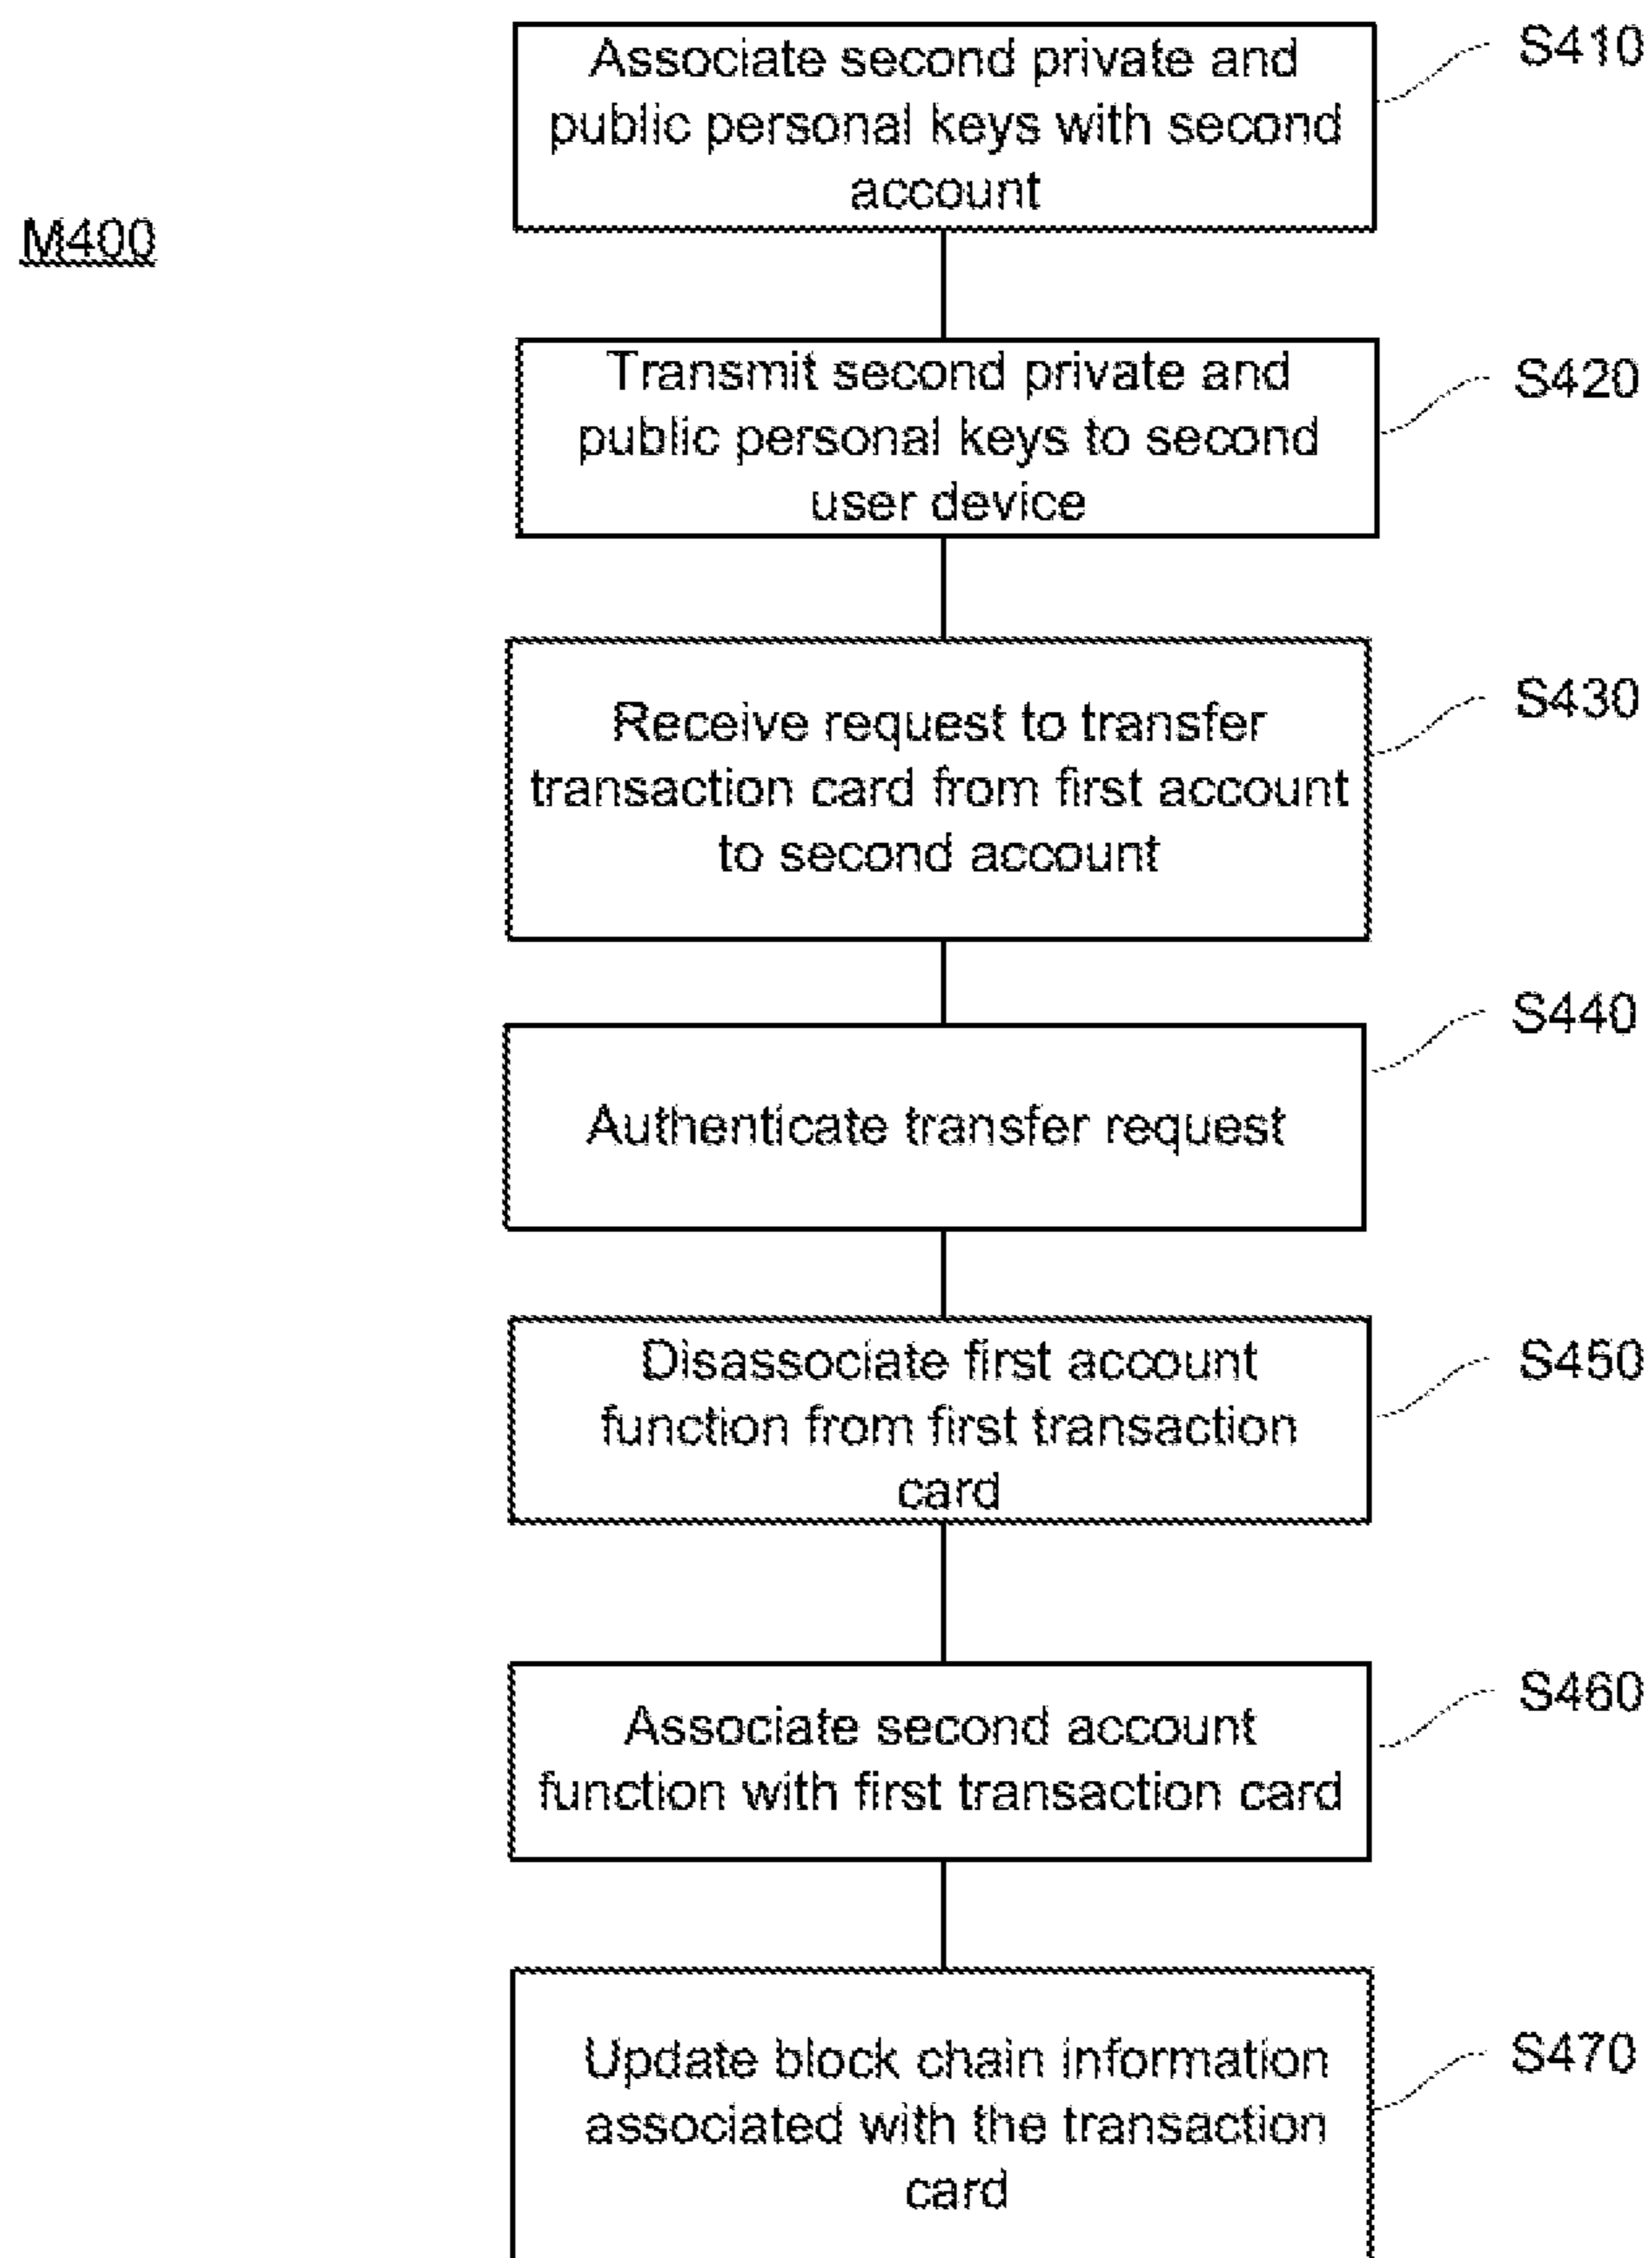 Associate second private and
public personal keys with second
account
S410
M400
Transmit second private and
public personal keys to second
user device
S420
Receive request to transfer
transaction card from first account
to second account
S430
Authenticate transfer request
S440
Disassociate first account
function from first transaction
card
S450
Associate second account
function with first transaction card
S460
Update block chain information
associated with the transaction
card
S470